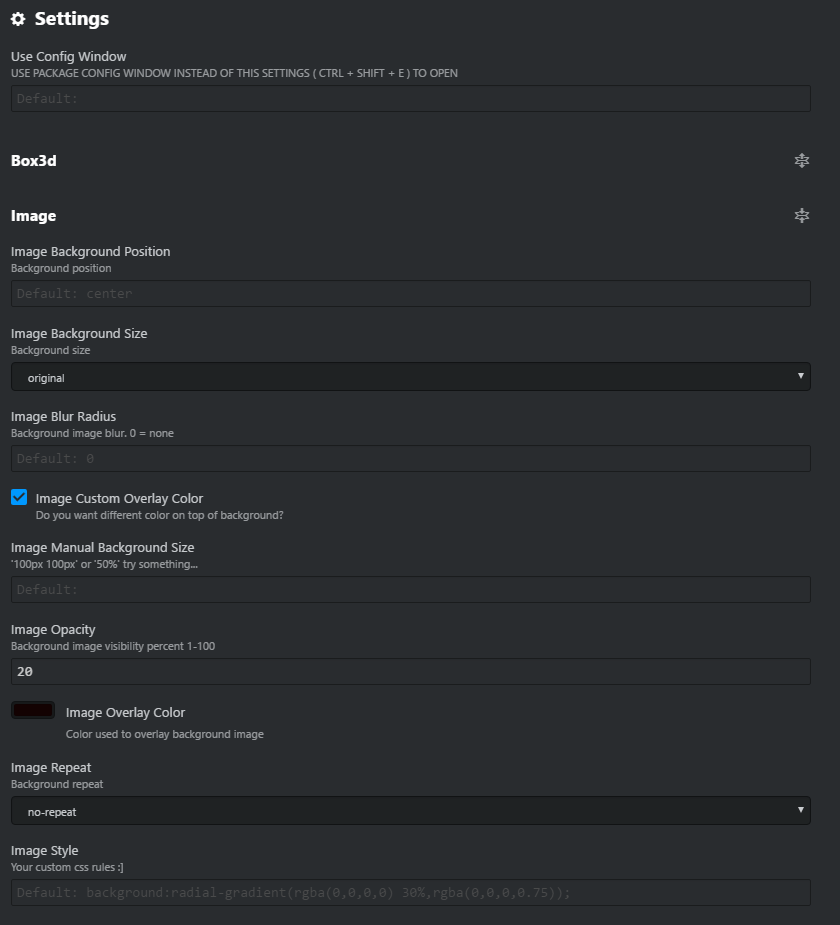 Settings
Use Config Window
USE PACKAGE CONFIG WINDOW INSTEAD OF THIS SETTINGS ( CTRL + SHIFT + E ) TO OPEN
Default:
Box3d
Image
Image Background Position
Background position
Default: center
Image Background Size
Background size
original
Image Blur Radius
Background image blur. 0 = none
Default: 0
Image Custom Overlay Color
Do you want different color on top of background?
Image Manual Background Size
'100px 100px' or '50%' try something...
Default:
Image Opacity
Background image visibility percent 1-100
20
Image Overlay Color
Color used to overlay background image
Image Repeat
Background repeat
no-repeat
Image Style
Your custom css rules :]
Default: background:radial-gradient(rgba(0,0,0,0) 30%,rgba(0,0,0,0.75));